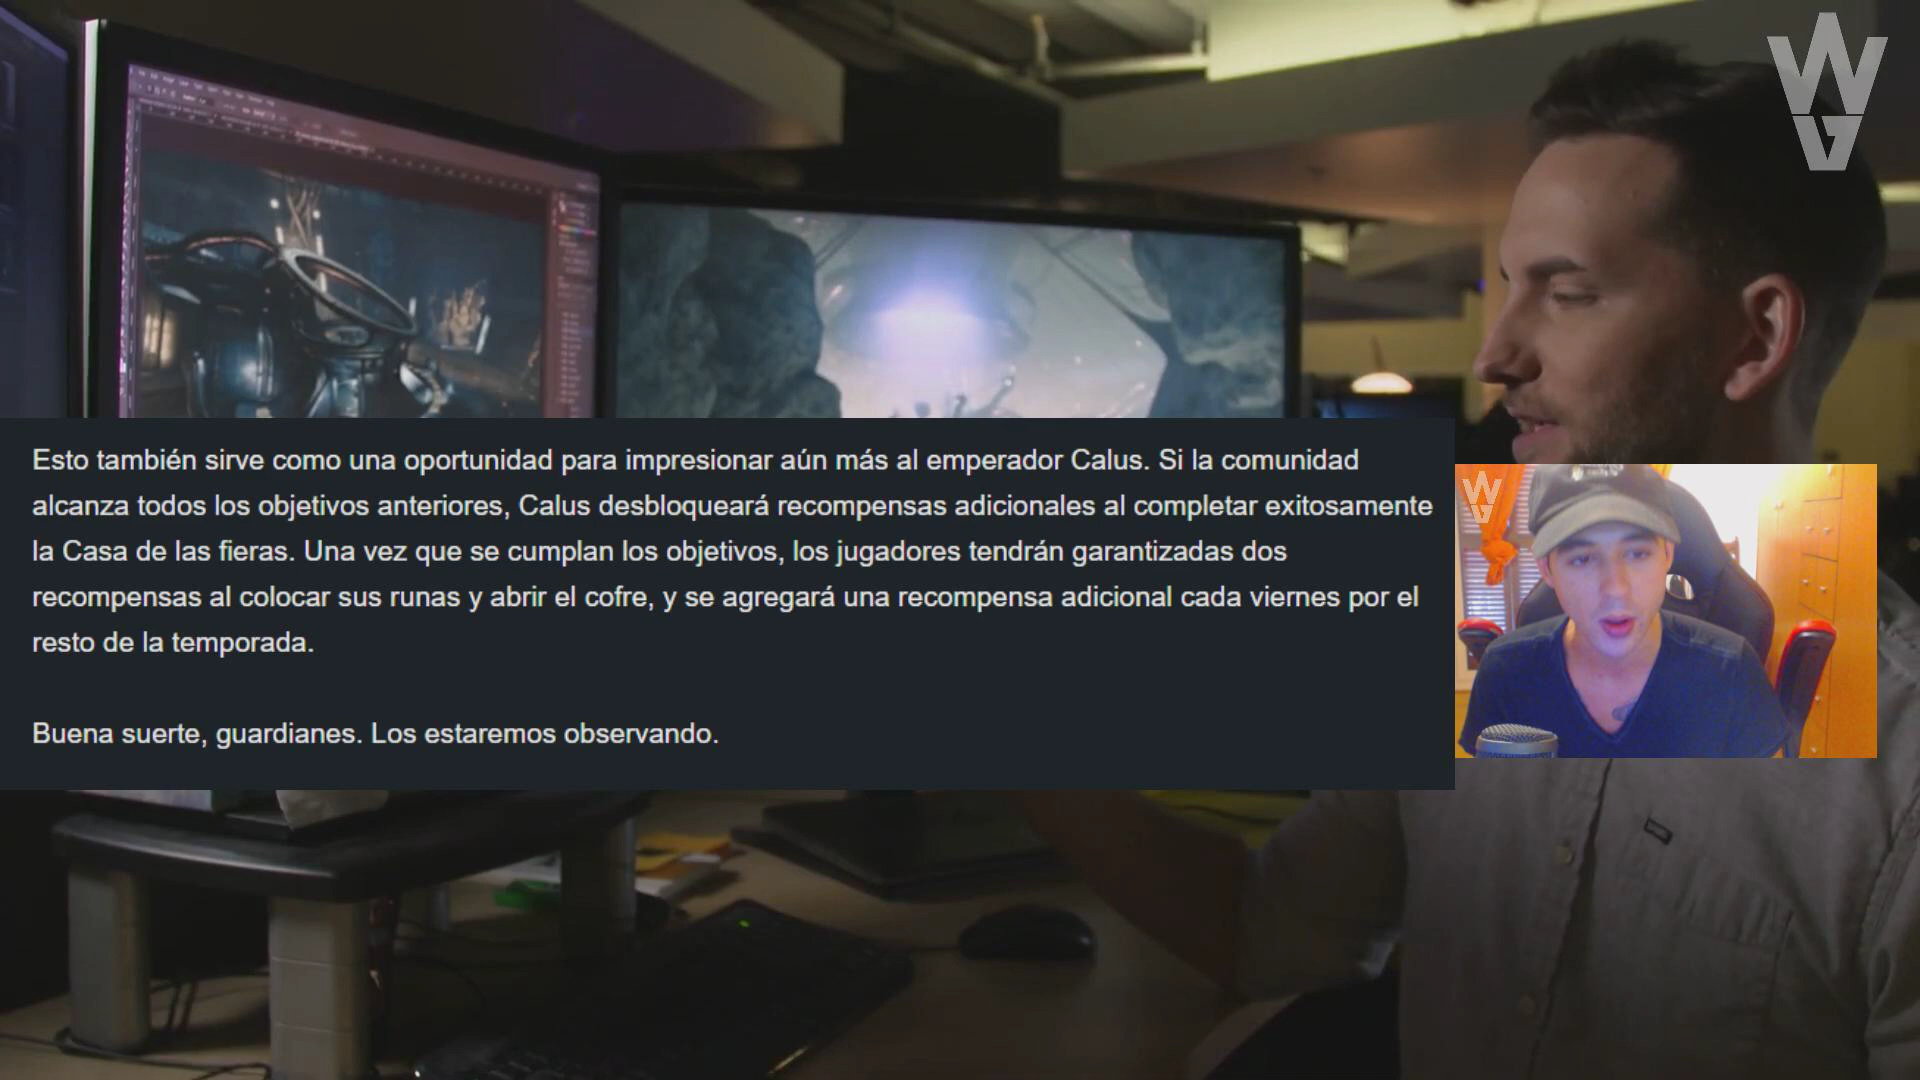 WG
Esto también sirve como una oportunidad para impresionar aún más al emperador Calus. Si la comunidad
alcanza todos los objetivos anteriores, Calus desbloqueará recompensas adicionales al completar exitosamente
la Casa de las fieras. Una vez que se cumplan los objetivos, los jugadores tendrán garantizadas dos
recompensas al colocar sus runas y abrir el cofre, y se agregará una recompensa adicional cada viernes por el
resto de la temporada.
Buena suerte, guardianes. Los estaremos observando.
WG